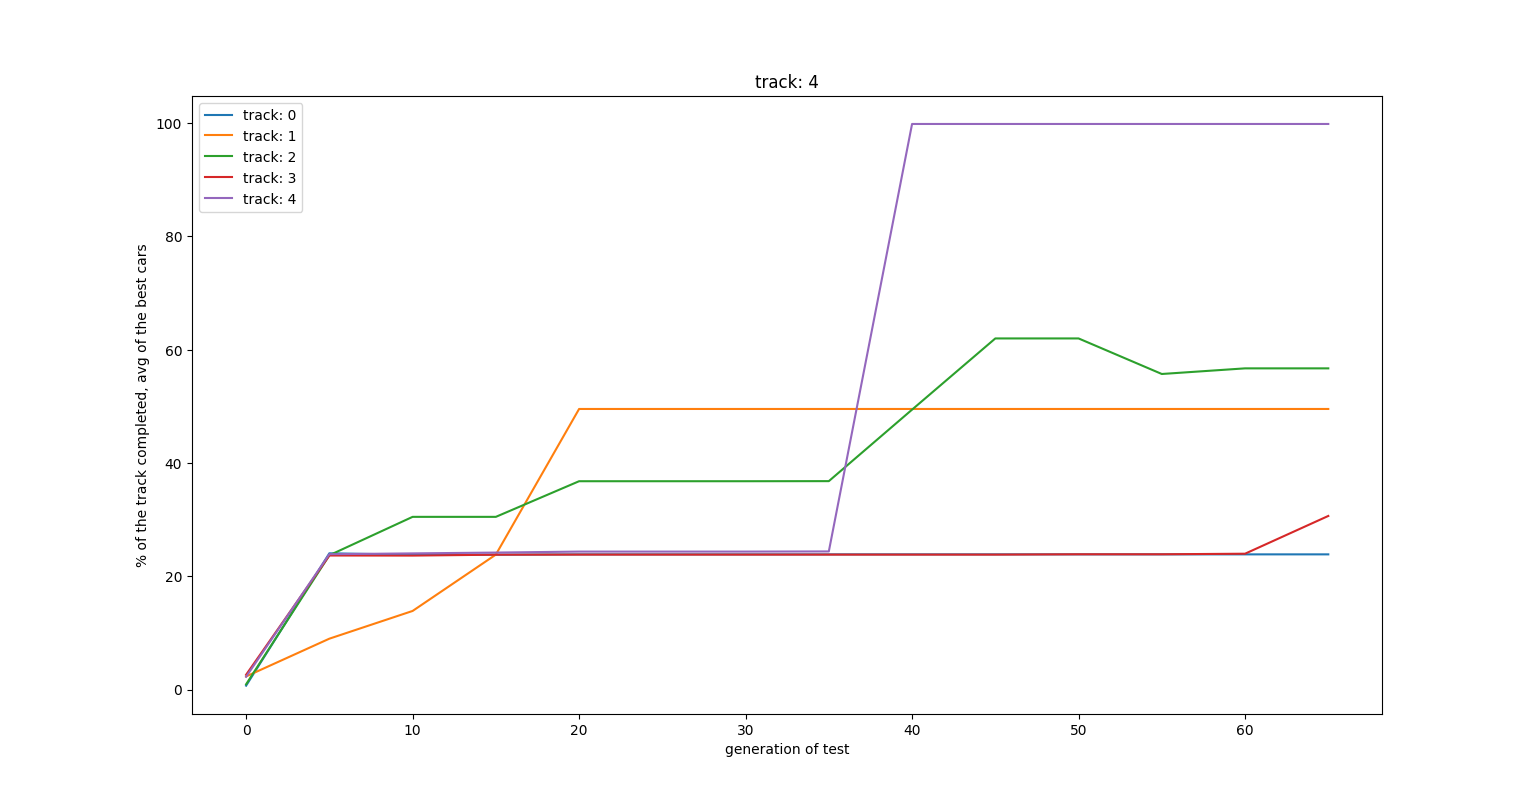 track: 4
track: 0
track: 1
track: 2
track: 3
track: 4
100
80
60
40
20
0
% of the track completed, avg of the best cars
0 10 20 30 40 50 60
generation of test